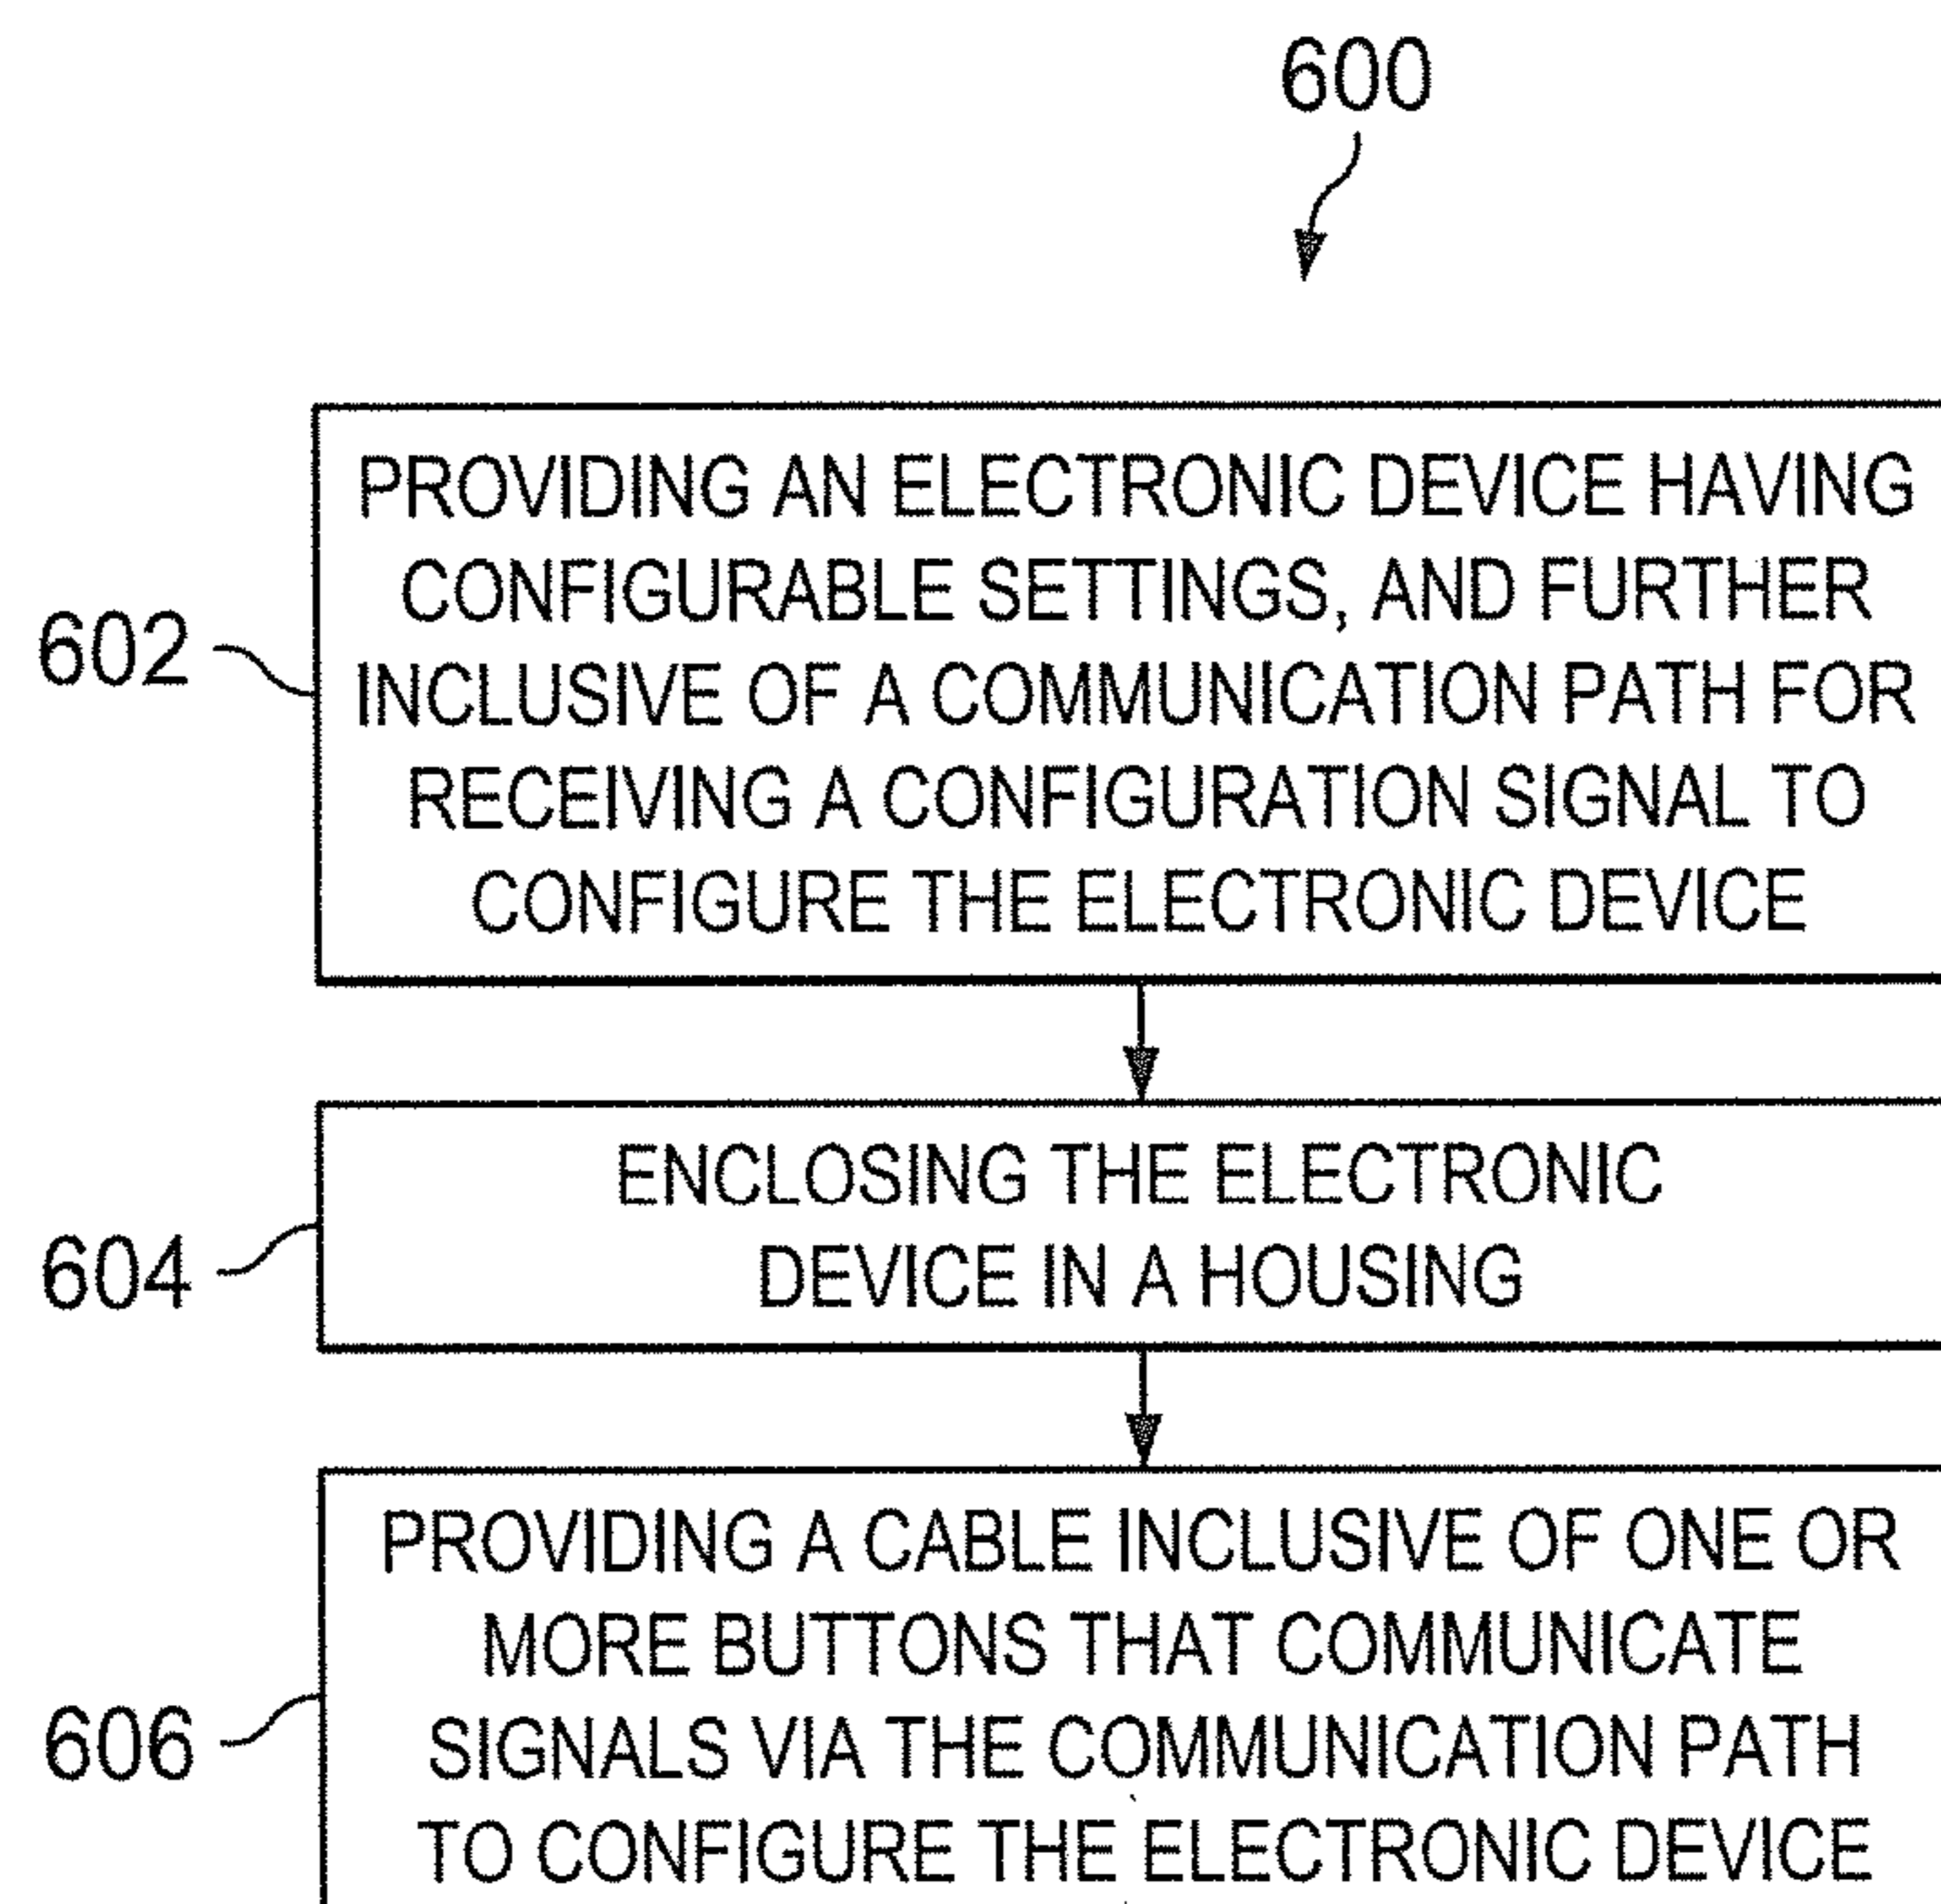 600
602
PROVIDING AN ELECTRONIC DEVICE HAVING
CONFIGURABLE SETTINGS, AND FURTHER
INCLUSIVE OF A COMMUNICATION PATH FOR
RECEIVING A CONFIGURATION SIGNAL TO
CONFIGURE THE ELECTRONIC DEVICE
604
ENCLOSING THE ELECTRONIC
DEVICE IN A HOUSING
606
PROVIDING A CABLE INCLUSIVE OF ONE OR
MORE BUTTONS THAT COMMUNICATE
SIGNALS VIA THE COMMUNICATION PATH
TO CONFIGURE THE ELECTRONIC DEVICE